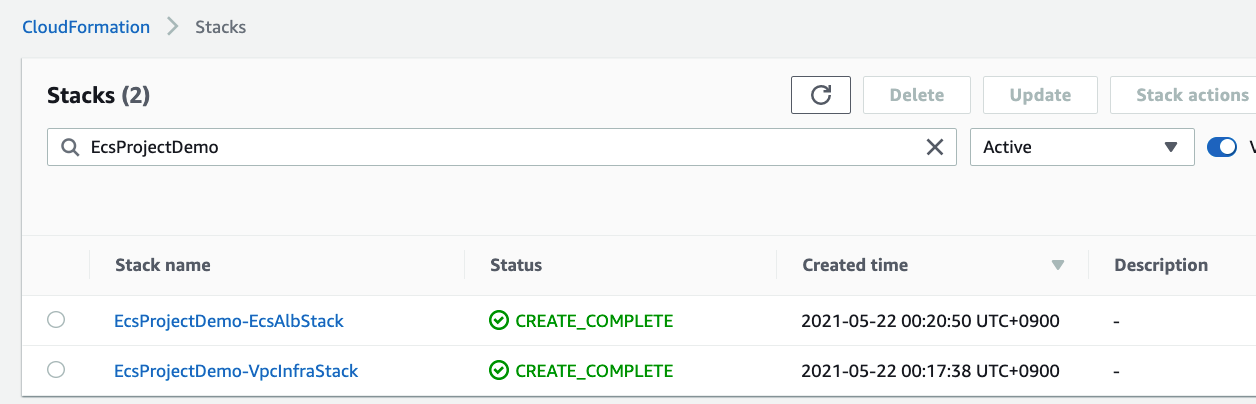 CloudFormation > Stacks
Stacks (2)
Delete
Update
Stack actions
EcsProjectDemo
Active
Stack name Status Created time Description
EcsProjectDemo-EcsAlbStack CREATE_COMPLETE 2021-05-22 00:20:50 UTC+0900 -
EcsProjectDemo-VpcInfraStack CREATE_COMPLETE 2021-05-22 00:17:38 UTC+0900 -